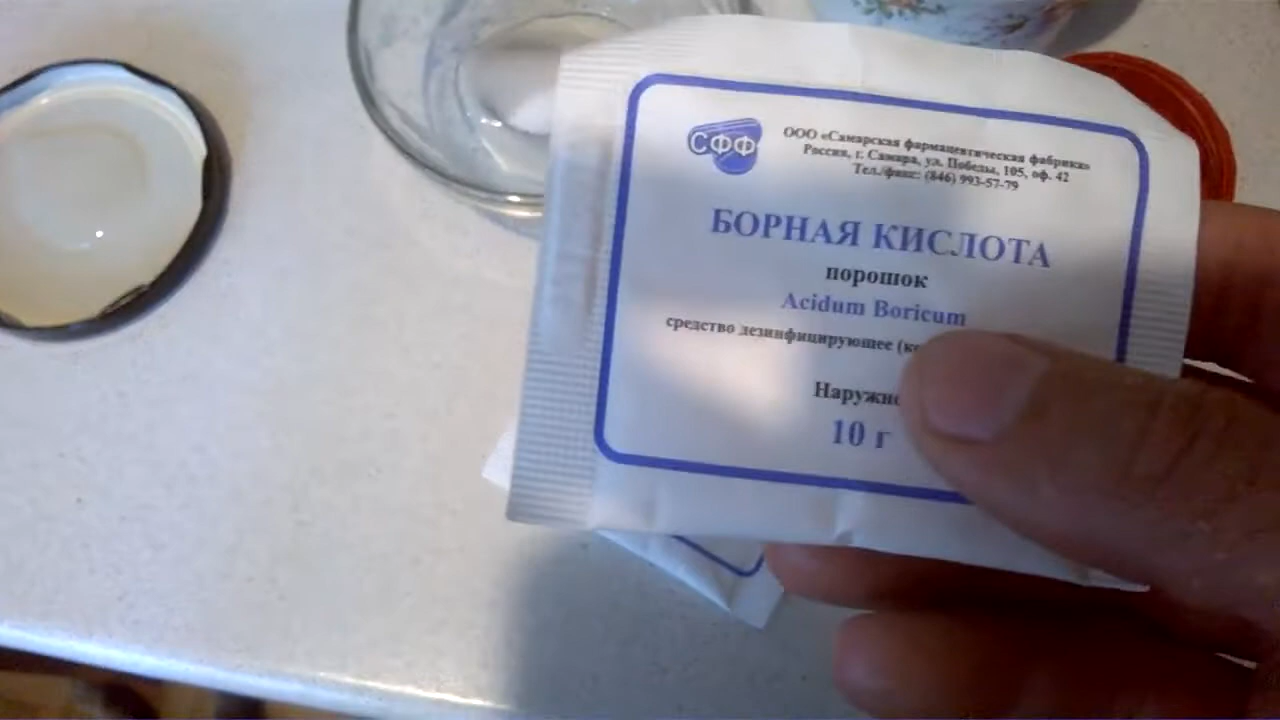 СФФ
ООО «Самарская фармацевтическая фабрика»
Россия, г. Самара, ул. Победы, 105, оф. 42
Тел./факс: (846) 993-57-79
БОРНАЯ КИСЛОТА
порошок
Acidum Boricum
средство дезинфицирующее
10 г